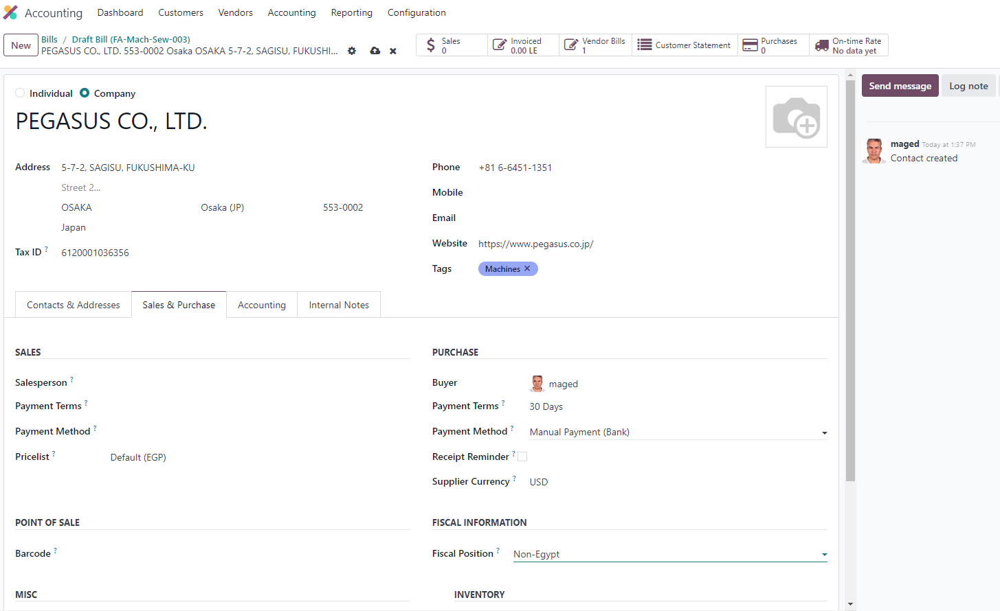 Accounting Dashboard Customers Vendors Accounting Reporting Configuration
New
Bills / Draft Bill (FA-Mach-Sew-003)
PEGASUS CO., LTD. 553-0002 Osaka OSAKA 5-7-2, SAGISU, FUKUSHI...
Sales
0
Invoiced
0.00 LE
Vendor Bills
1
Customer Statement
Purchases
0
On-time Rate
No data yet
Send message
Log note
maged Today at 1:37 PM
Contact created
Individual Company
PEGASUS CO., LTD.
Address 5-7-2, SAGISU, FUKUSHIMA-KU
Street 2...
OSAKA Osaka (JP) 553-0002
Japan
Tax ID ? 6120001036356
Phone +81 6-6451-1351
Mobile
Email
Website https://www.pegasus.co.jp/
Tags Machines
Contacts & Addresses Sales & Purchase Accounting Internal Notes
SALES
Salesperson ?
Payment Terms ?
Payment Method ?
Pricelist ? Default (EGP)
PURCHASE
Buyer maged
Payment Terms ? 30 Days
Payment Method ? Manual Payment (Bank)
Receipt Reminder ?
Supplier Currency ? USD
POINT OF SALE
Barcode ?
FISCAL INFORMATION
Fiscal Position ? Non-Egypt
MISC
INVENTORY